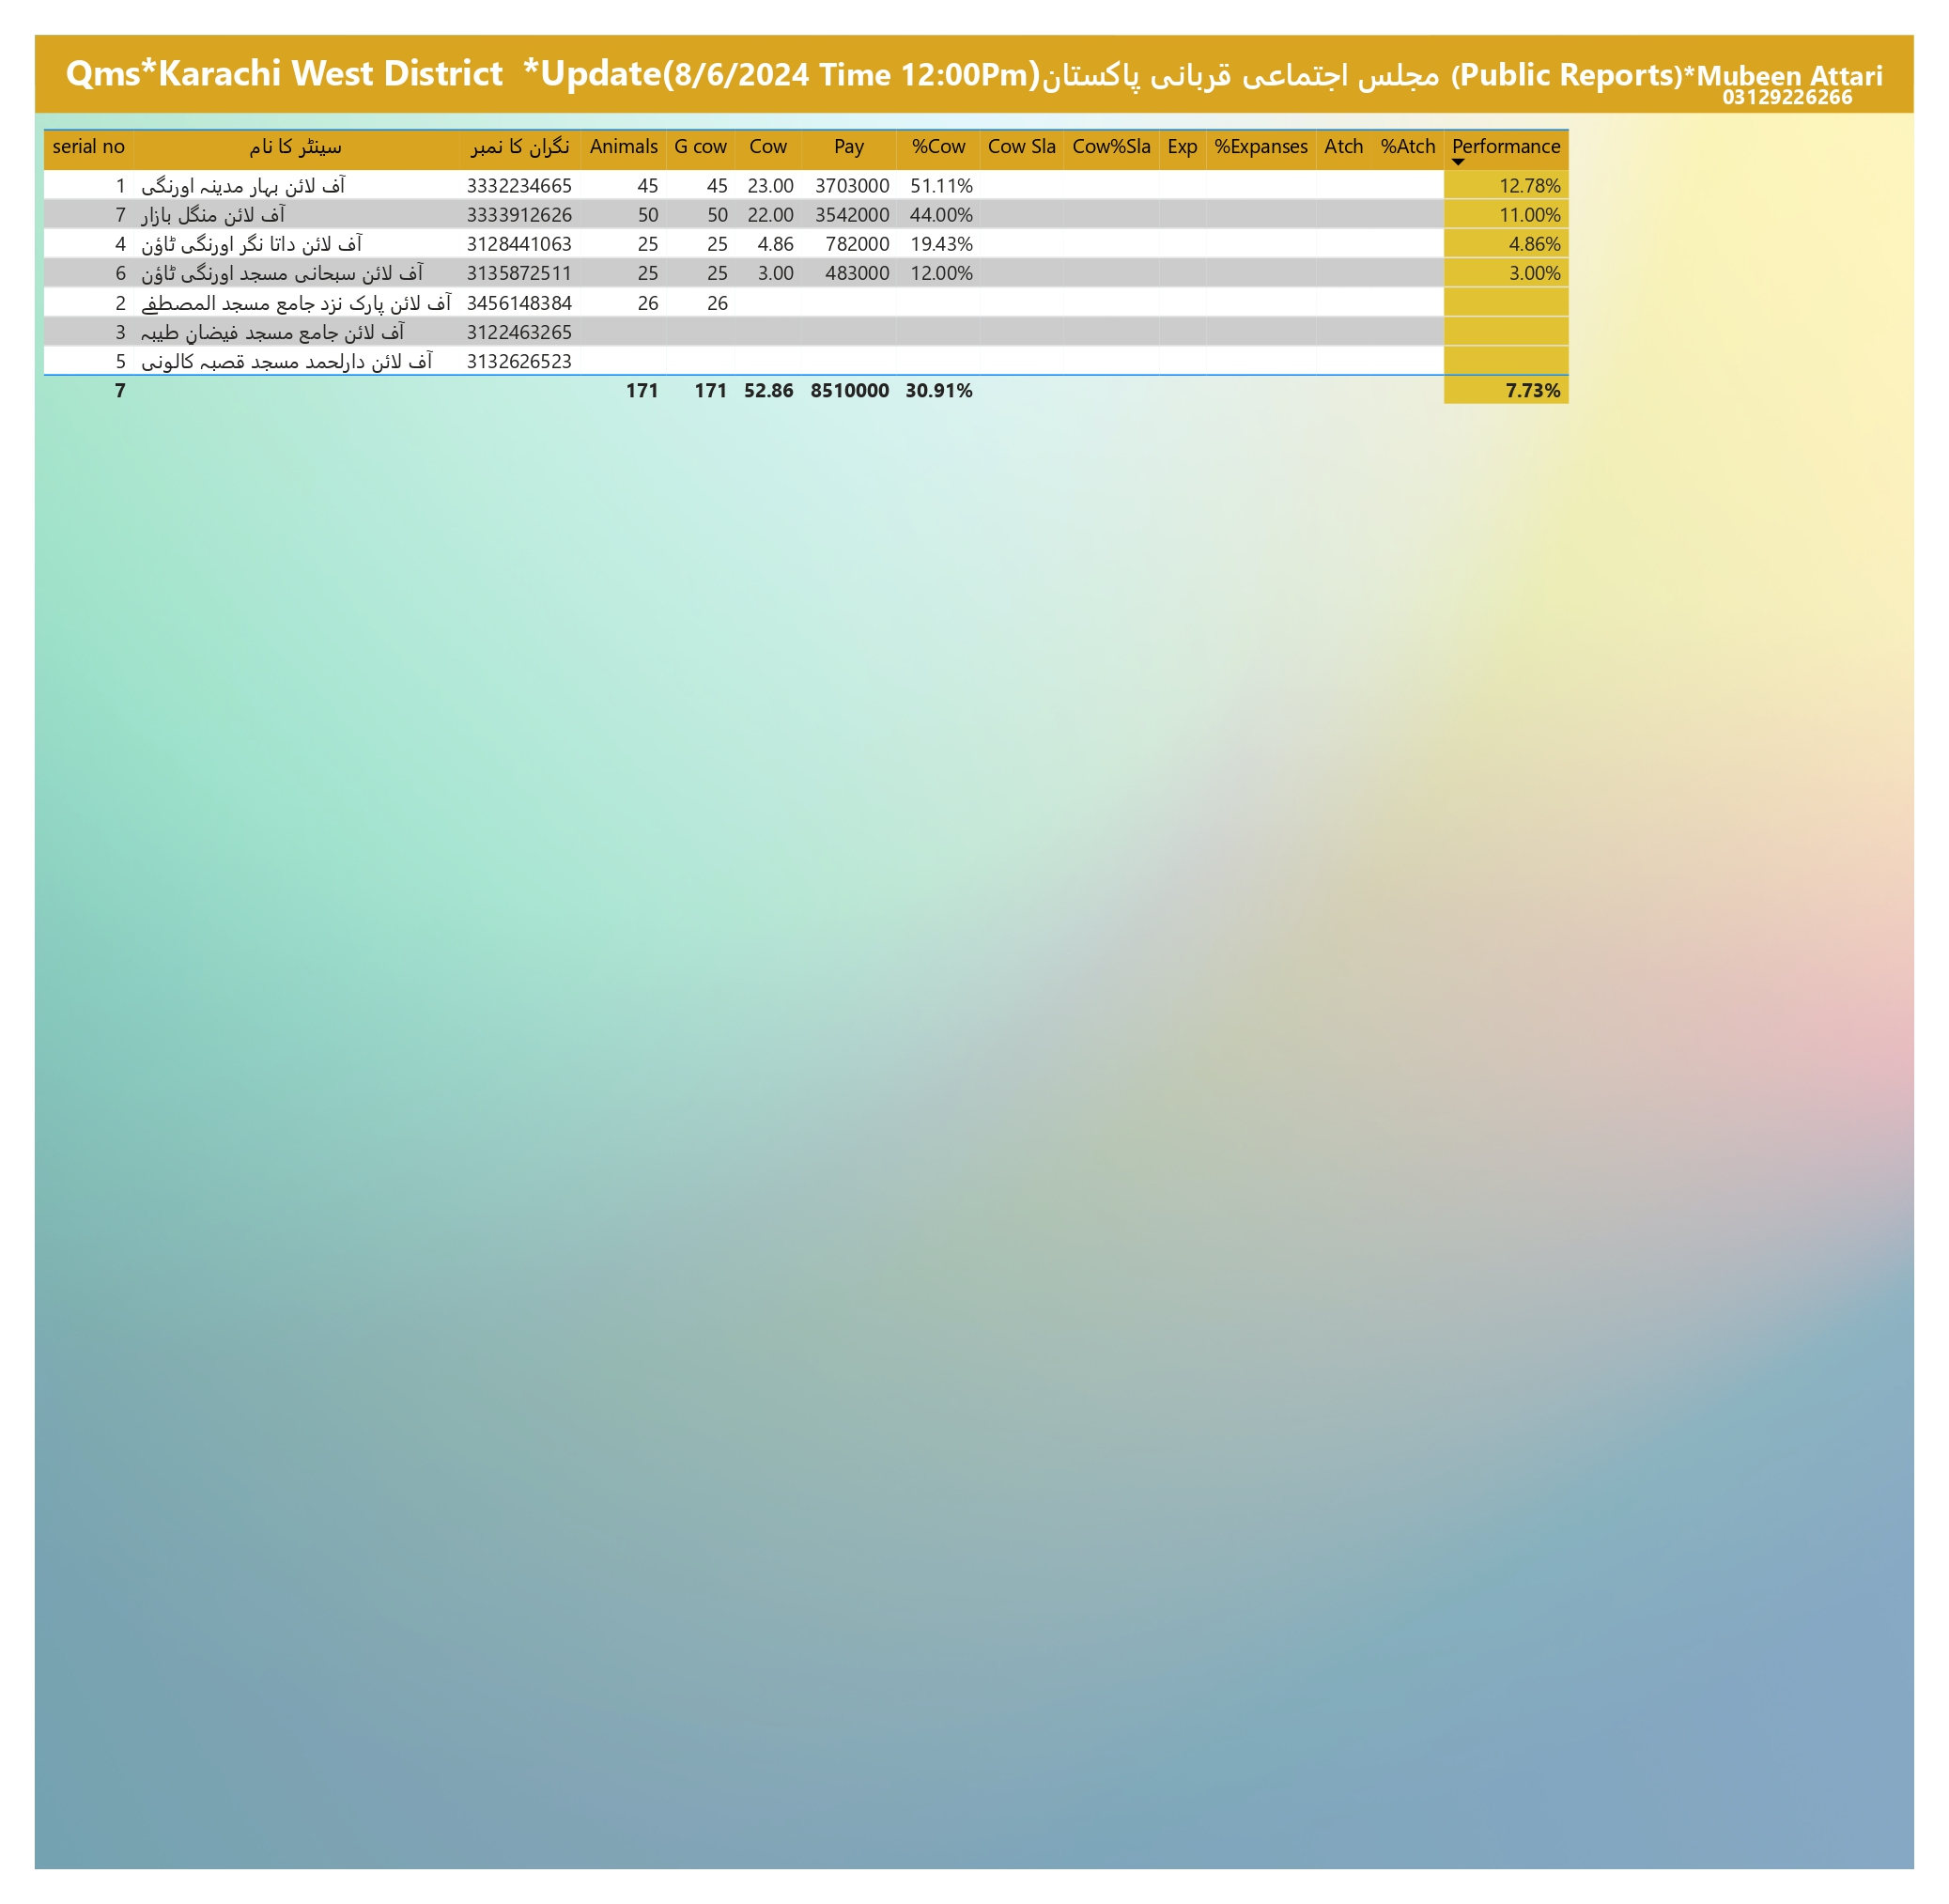 Qms*Karachi West District *Update(8/6/2024 Time 12:00Pm)مجلس اجتماعی قربانی پاکستان (Public Reports)*Mubeen Attari
03129226266
serial no سینٹر کا نام نگران کا نمبر Animals G cow Cow Pay %Cow Cow Sla Cow%Sla Exp %Expanses Atch %Atch Performance
1 آف لائن بہار مدینہ اورنگی 3332234665 45 45 23.00 3703000 51.11% 12.78%
7 آف لائن منگل بازار 3333912626 50 50 22.00 3542000 44.00% 11.00%
4 آف لائن داتا نگر اورنگی ٹاؤن 3128441063 25 25 4.86 782000 19.43% 4.86%
6 آف لائن سبحانی مسجد اورنگی ٹاؤن 3135872511 25 25 3.00 483000 12.00% 3.00%
2 آف لائن پارک نزد جامع مسجد المصطفے 3456148384 26 26
3 آف لائن جامع مسجد فیضانِ طیبہ 3122463265
5 آف لائن دارلحمد مسجد قصبہ کالونی 3132626523
7 171 171 52.86 8510000 30.91% 7.73%